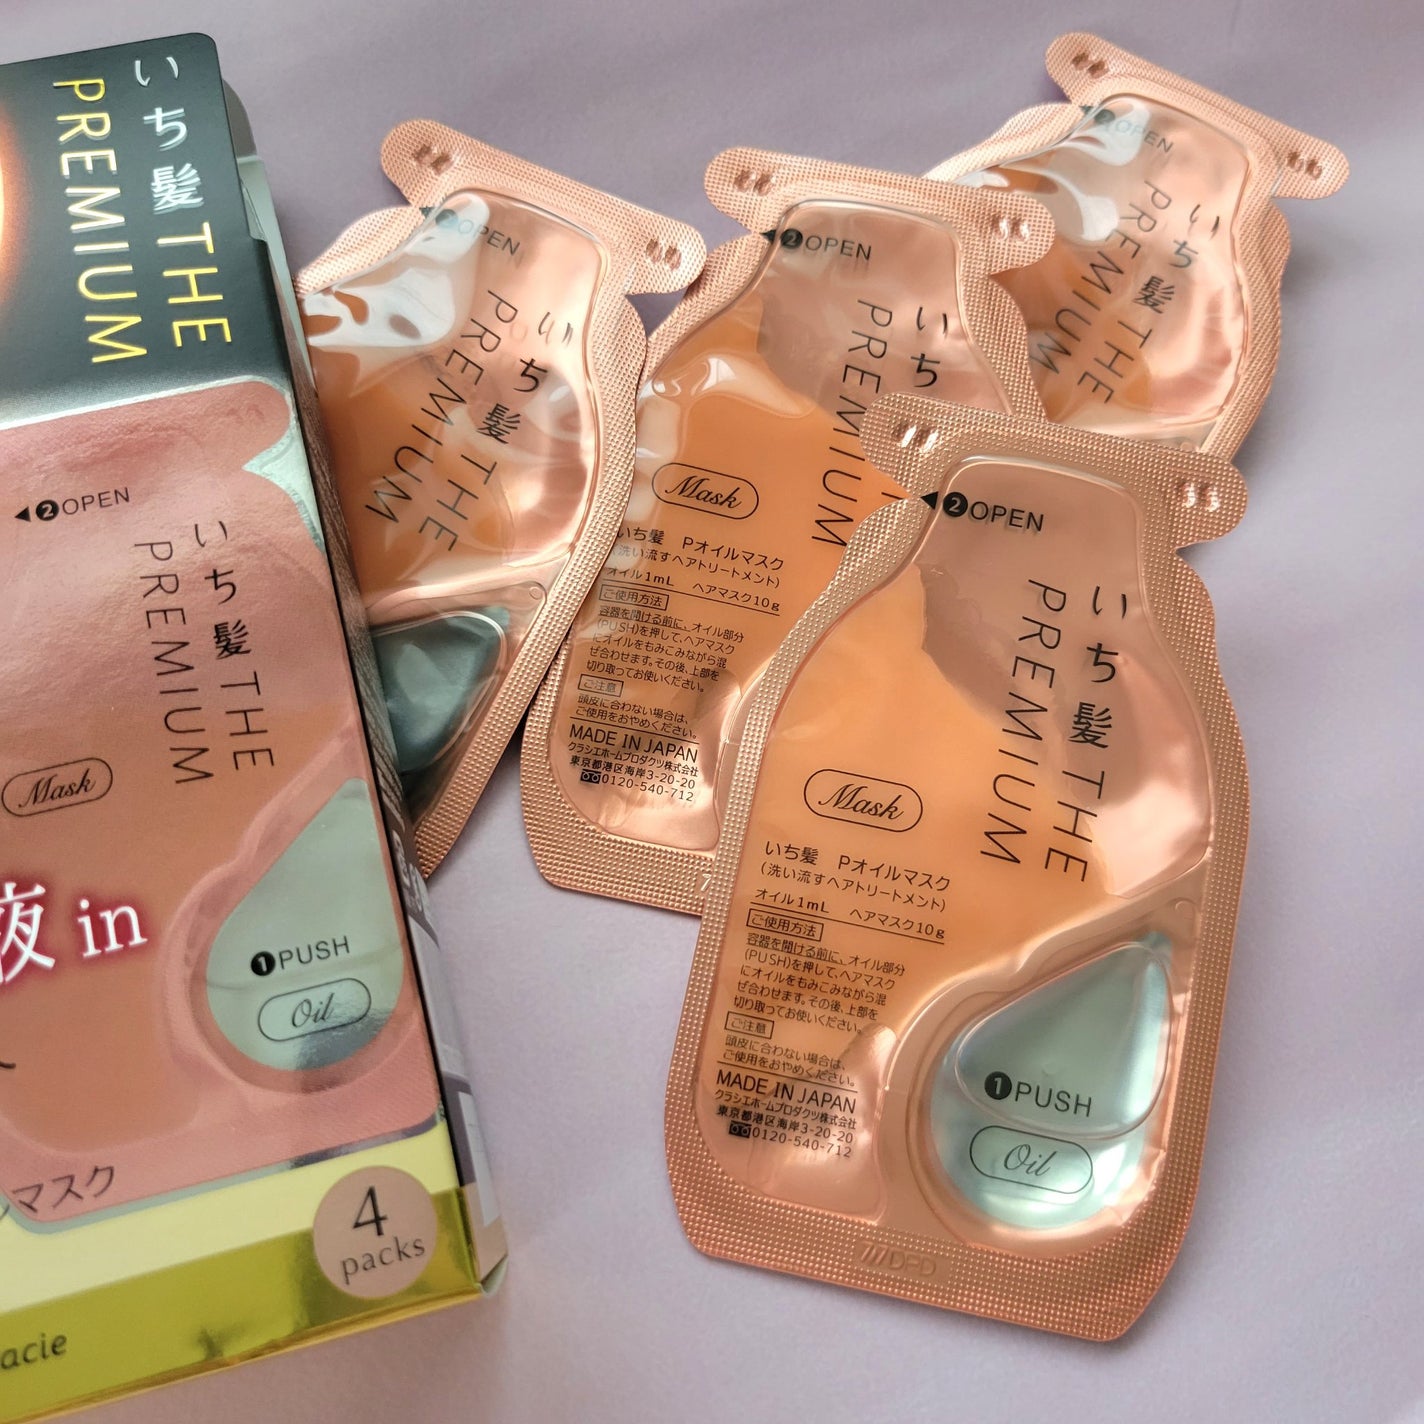 いち髪 THE
PREMIUM
◀❷OPEN
いち髪 THE
PREMIUM
Mask
液 in
❶PUSH
Oil
マスク
4
packs
acie
❷OPEN
いち髪 THE
PREMIUM
❷OPEN
いち
PREMIUM
Mask
いち髪 Pオイルマスク
(洗い流すヘアトリートメント)
オイル1mL ヘアマスク10g
ご使用方法
容器を開ける前に、オイル部分
(PUSH)を押して、ヘアマスク
にオイルをもみこみながら混
ぜ合わせます。その後、上部を
切り取ってお使いください。
ご注意
頭皮に合わない場合は、
ご使用をおやめください。
MADE IN JAPAN
クラシエホームプロダクツ株式会社
東京都港区海岸3-20-20
0120-540-712
❷OPEN
いち髪 THE
PREMIUM
◀❷OPEN
いち髪 THE
PREMIUM
Mask
いち髪 Pオイルマスク
(洗い流すヘアトリートメント)
オイル1mL ヘアマスク10g
ご使用方法
容器を開ける前に、オイル部分
(PUSH)を押して、ヘアマスク
にオイルをもみこみながら混
ぜ合わせます。その後、上部を
切り取ってお使いください。
ご注意
頭皮に合わない場合は、
ご使用をおやめください。
MADE IN JAPAN
クラシエホームプロダクツ株式会社
東京都港区海岸3-20-20
0120-540-712
❶PUSH
Oil